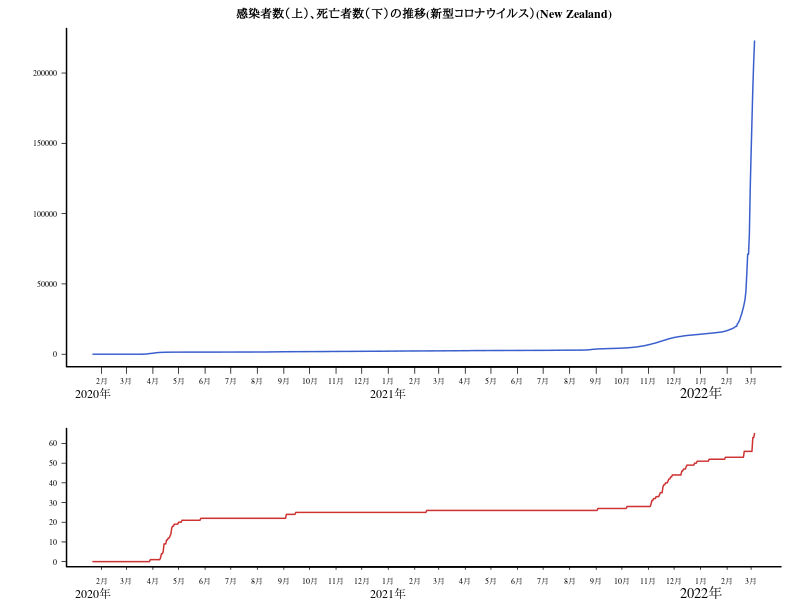 感染者数(上)、死亡者数(下)の推移(新型コロナウイルス)(New Zealand)
200000
150000
100000
50000
0
2月 3月 4月 5月 6月 7月 8月 9月 10月 11月 12月 1月 2月 3月 4月 5月 6月 7月 8月 9月 10月 11月 12月 1月 2月 3月
2020年 2021年 2022年
60
50
40
30
20
10
0
2月 3月 4月 5月 6月 7月 8月 9月 10月 11月 12月 1月 2月 3月 4月 5月 6月 7月 8月 9月 10月 11月 12月 1月 2月 3月
2020年 2021年 2022年